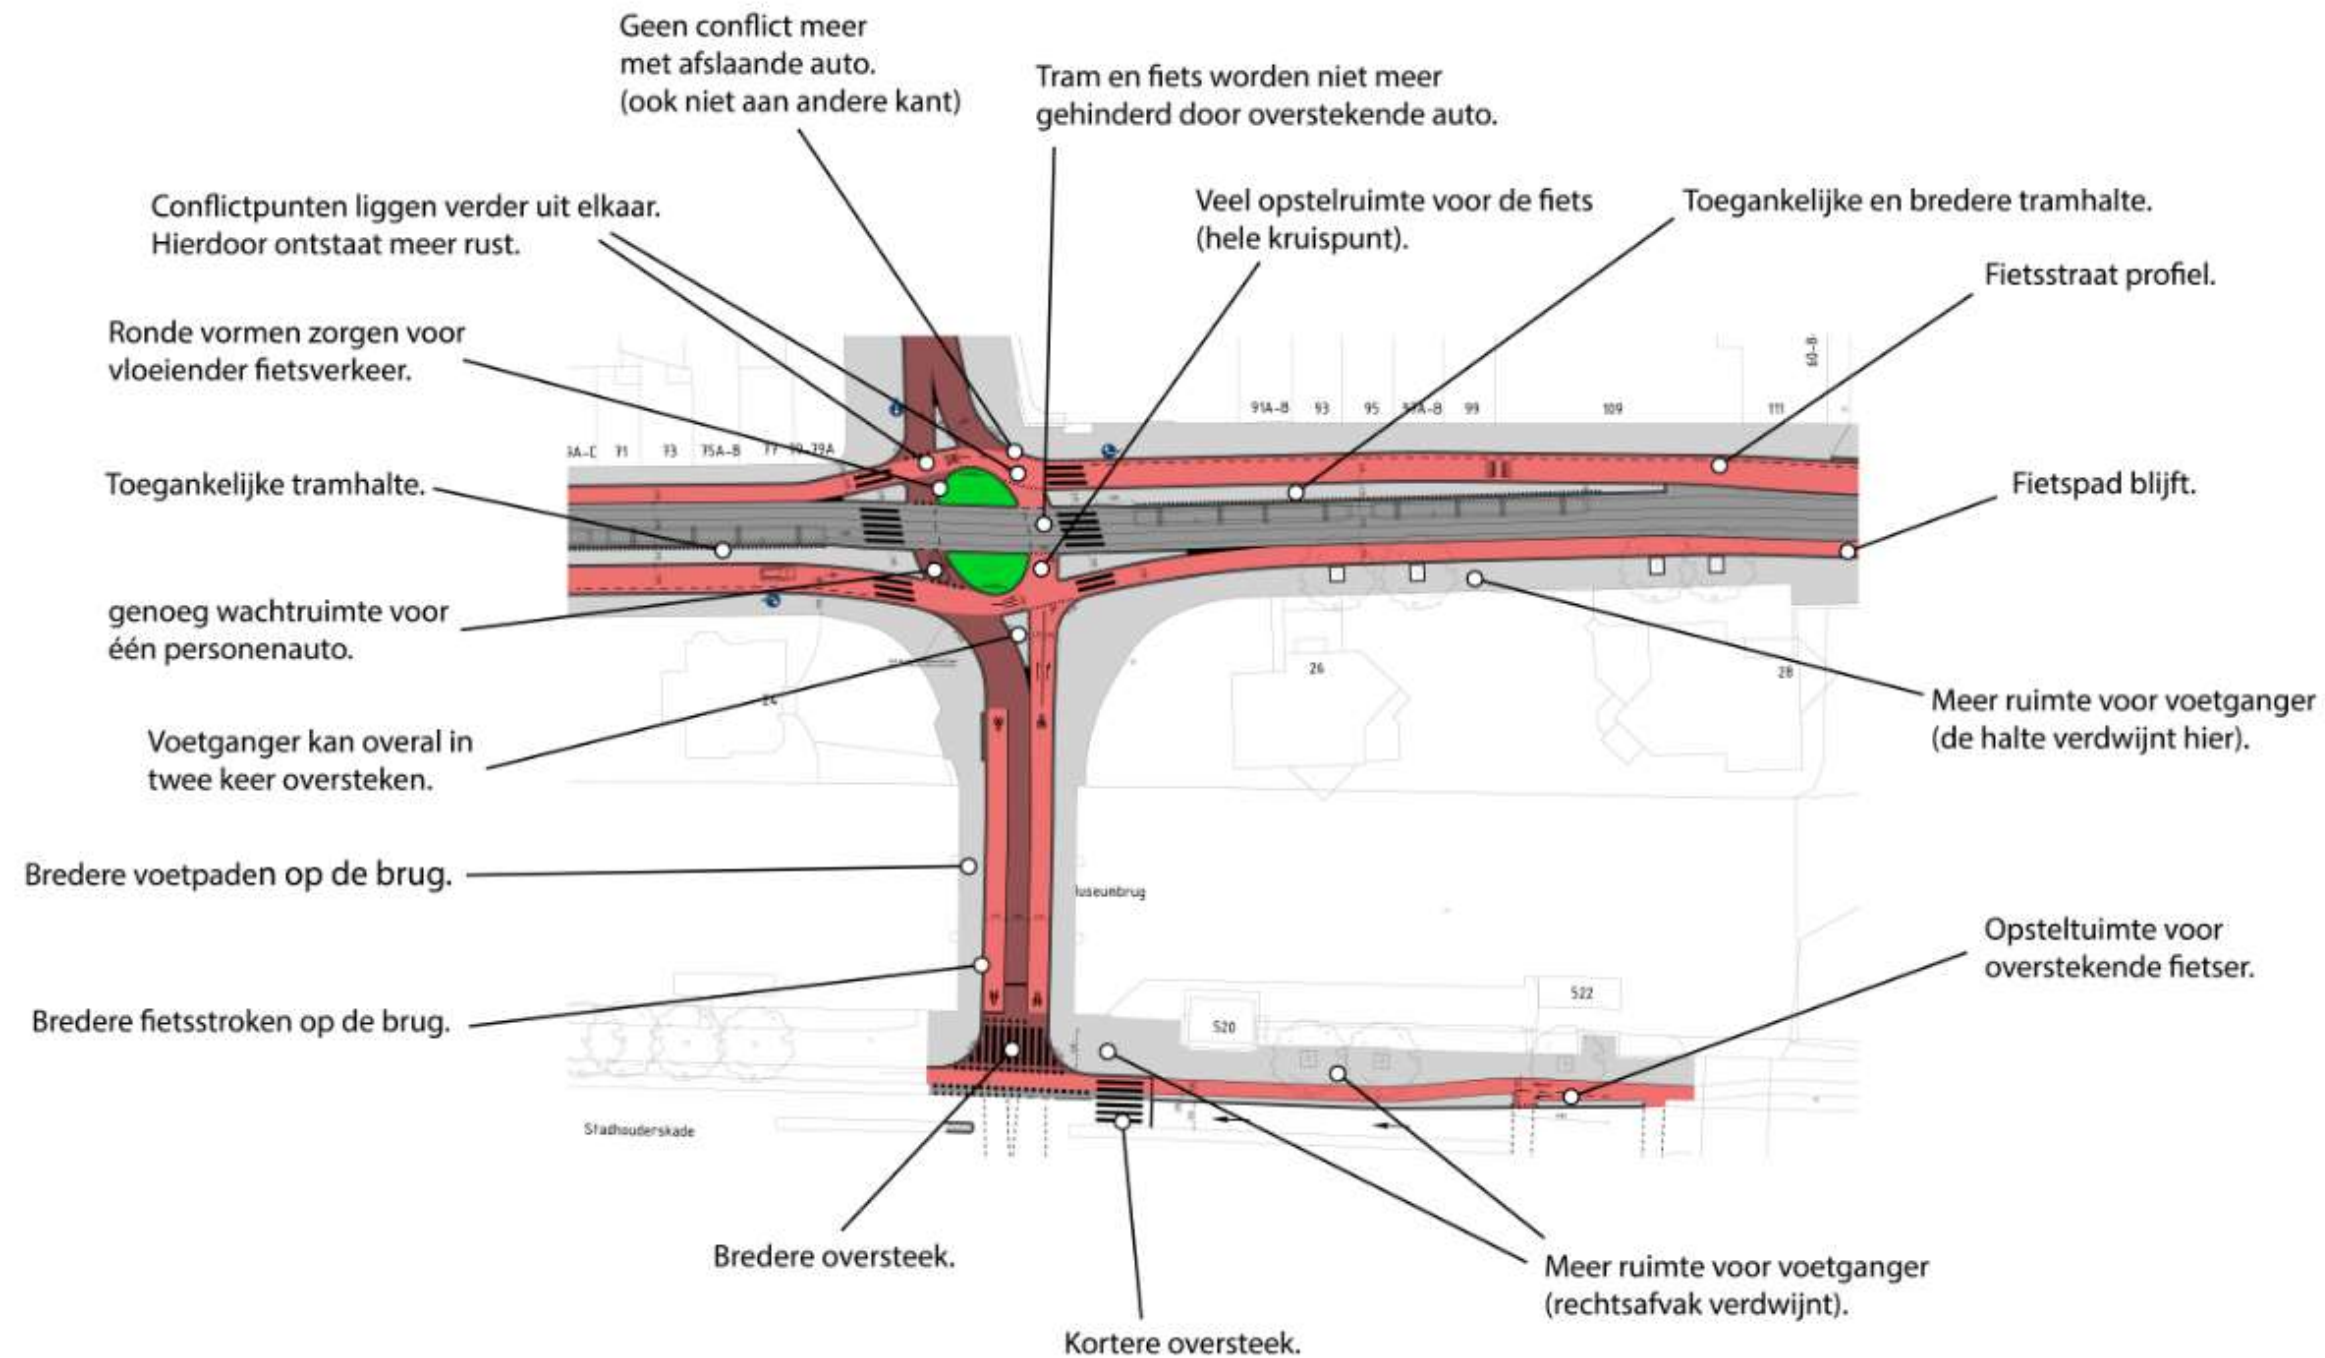 Geen conflict meer
met afslaande auto.
(ook niet aan andere kant)
Tram en fiets worden niet meer
gehinderd door overstekende auto.
Conflictpunten liggen verder uit elkaar.
Hierdoor ontstaat meer rust.
Veel opstelruimte voor de fiets
(hele kruispunt).
Toegankelijke en bredere tramhalte.
Fietsstraat profiel.
Ronde vormen zorgen voor
vloeiender fietsverkeer.
91A-B
93
95
99
109
111
71
73
75A-B
77
Toegankelijke tramhalte.
Fietspad blijft.
genoeg wachtruimte voor
één personenauto.
24
26
28
Meer ruimte voor voetganger
(de halte verdwijnt hier).
Voetganger kan overal in
twee keer oversteken.
Bredere voetpaden op de brug.
useumbrug
Opsteltuimte voor
overstekende fietser.
Bredere fietsstroken op de brug.
520
522
Stadhouderskade
Bredere oversteek.
Meer ruimte voor voetganger
(rechtsafvak verdwijnt).
Kortere oversteek.